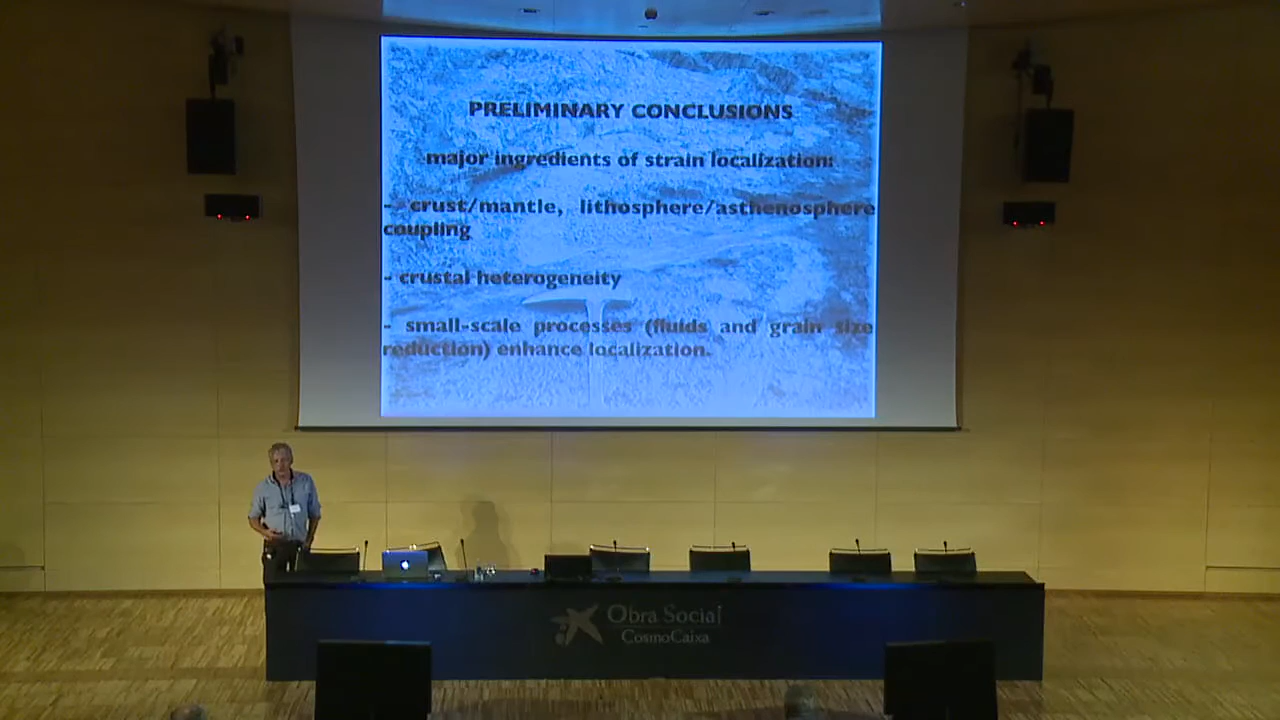 PRELIMINARY CONCLUSIONS
major ingredients of strain localization:
- crust/mantle, lithosphere/asthenosphere
coupling
- crustal heterogeneity
- small-scale processes (fluids and grain size
reduction) enhance localization.
Obra Social
CosmoCaixa